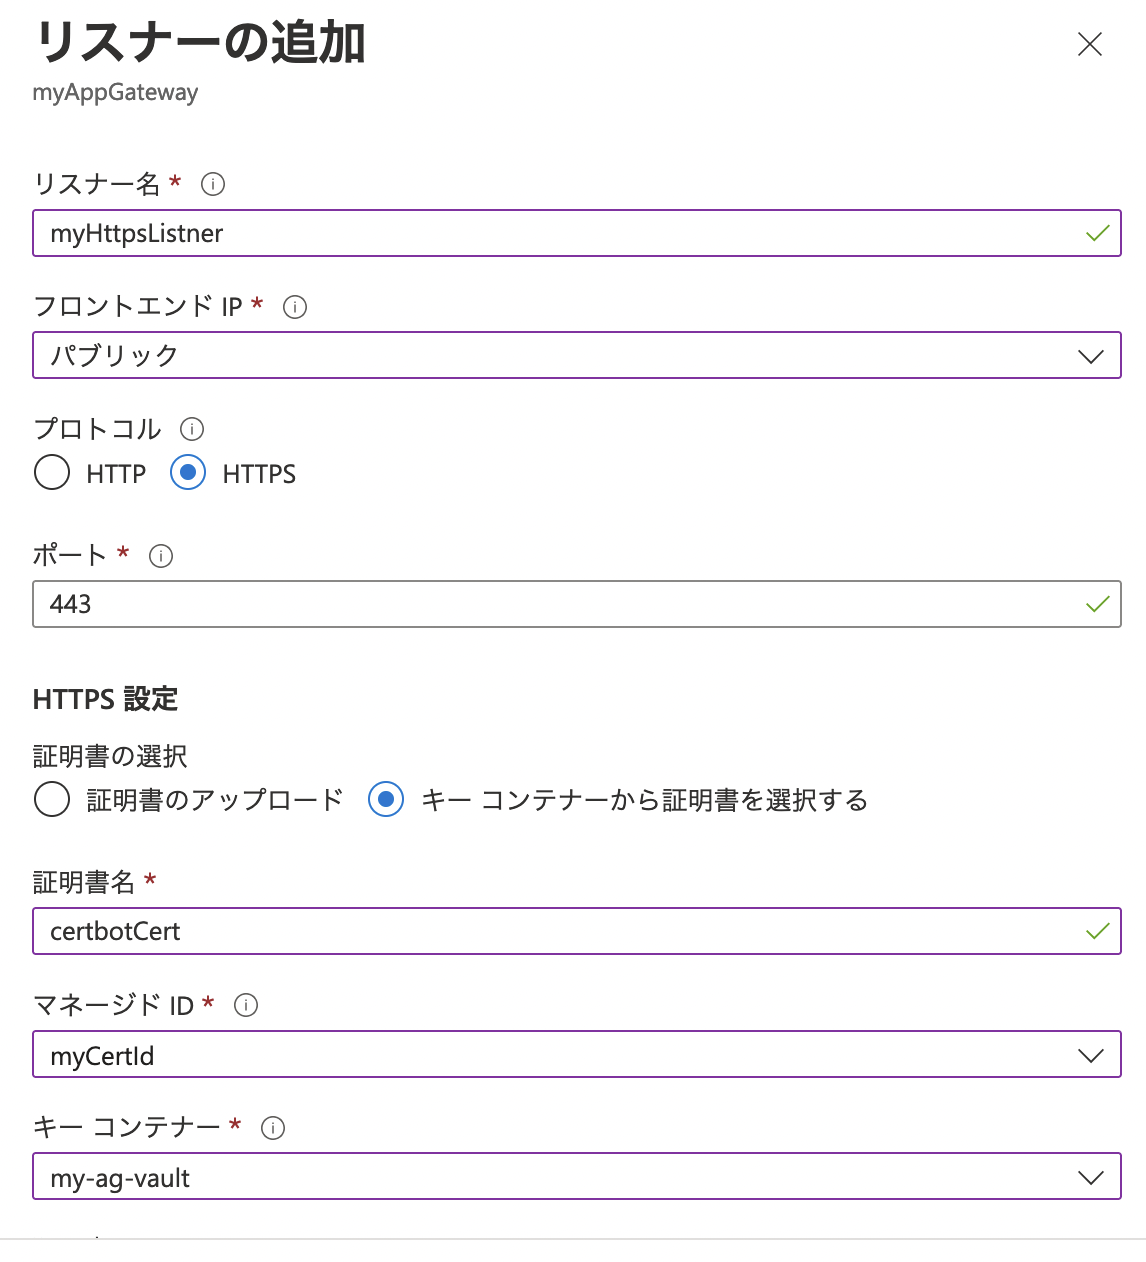 リスナーの追加
myAppGateway
リスナー名 *
myHttpsListner
フロントエンド IP *
パブリック
プロトコル
HTTP HTTPS
ポート *
443
HTTPS 設定
証明書の選択
証明書のアップロード キー コンテナーから証明書を選択する
証明書名 *
certbotCert
マネージド ID *
myCertId
キー コンテナー *
my-ag-vault